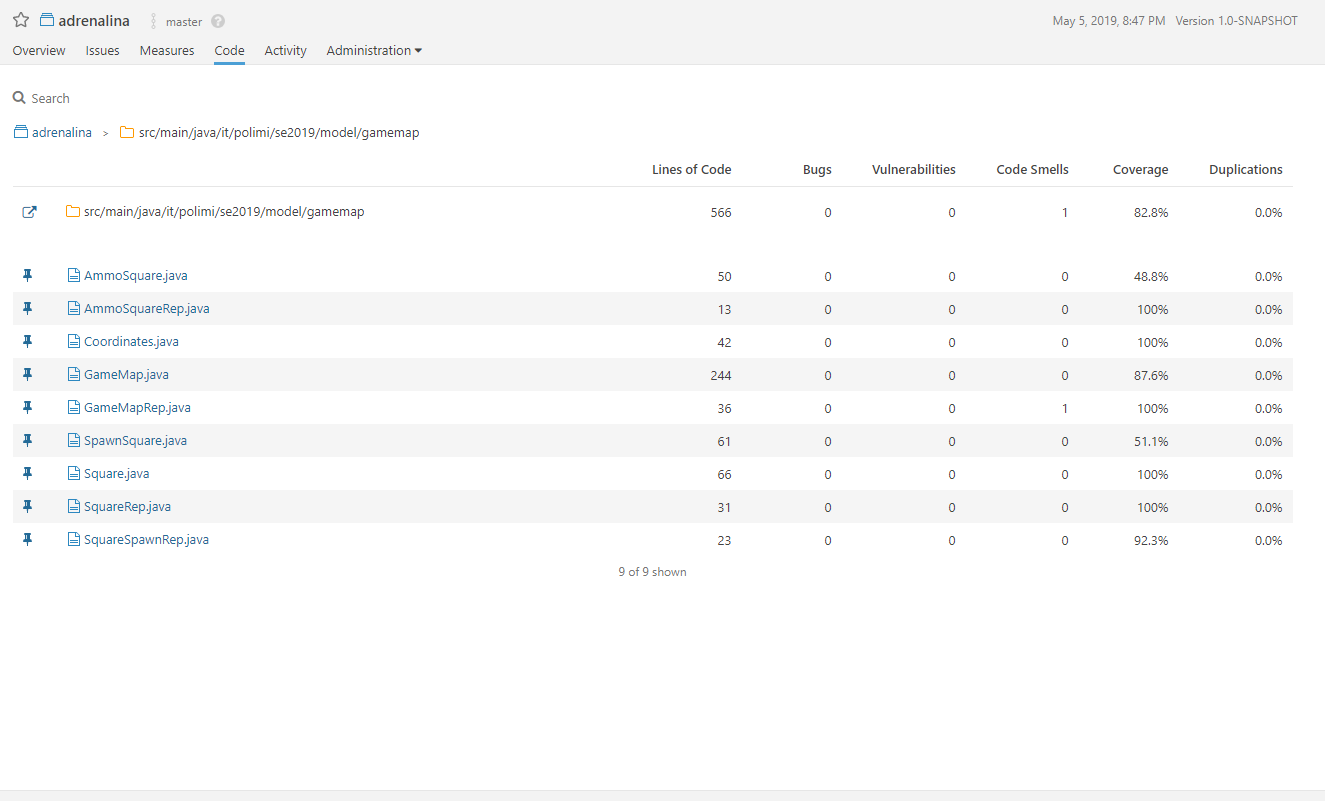 adrenalina master ? May 5, 2019, 8:47 PM Version 1.0-SNAPSHOT
Overview Issues Measures Code Activity Administration
Search
adrenalina > src/main/java/it/polimi/se2019/model/gamemap
Lines of Code Bugs Vulnerabilities Code Smells Coverage Duplications
src/main/java/it/polimi/se2019/model/gamemap 566 0 0 1 82.8% 0.0%
AmmoSquare.java 50 0 0 0 48.8% 0.0%
AmmoSquareRep.java 13 0 0 0 100% 0.0%
Coordinates.java 42 0 0 0 100% 0.0%
GameMap.java 244 0 0 0 87.6% 0.0%
GameMapRep.java 36 0 0 1 100% 0.0%
SpawnSquare.java 61 0 0 0 51.1% 0.0%
Square.java 66 0 0 0 100% 0.0%
SquareRep.java 31 0 0 0 100% 0.0%
SquareSpawnRep.java 23 0 0 0 92.3% 0.0%
9 of 9 shown